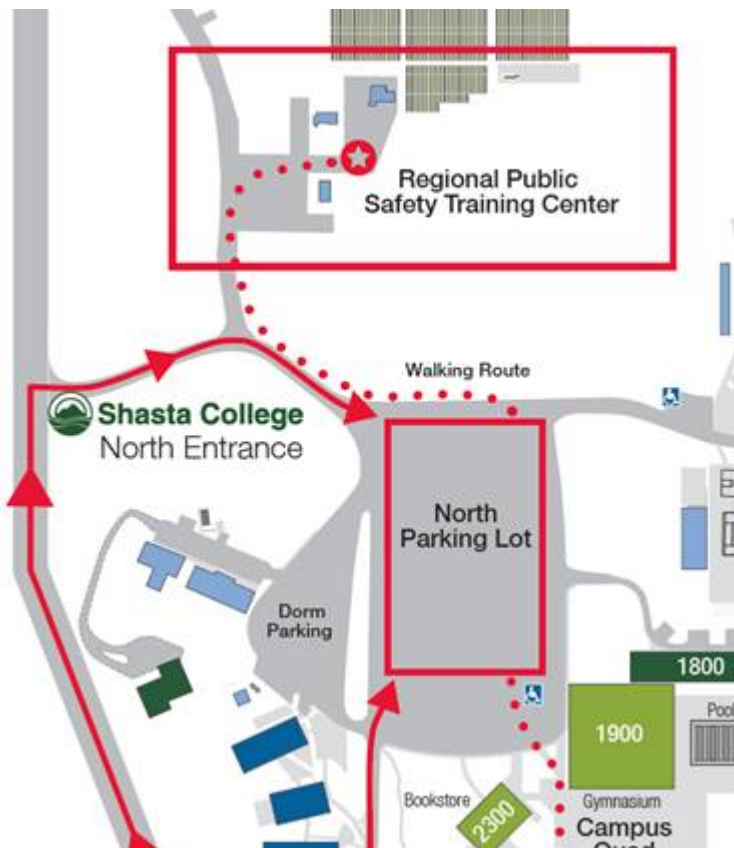 Regional Public
Safety Training Center
Walking Route
Shasta College
North Entrance
North
Parking Lot
Dorm
Parking
1800
1900
Pool
Bookstore
2300
Gymnasium
Campus
Quad